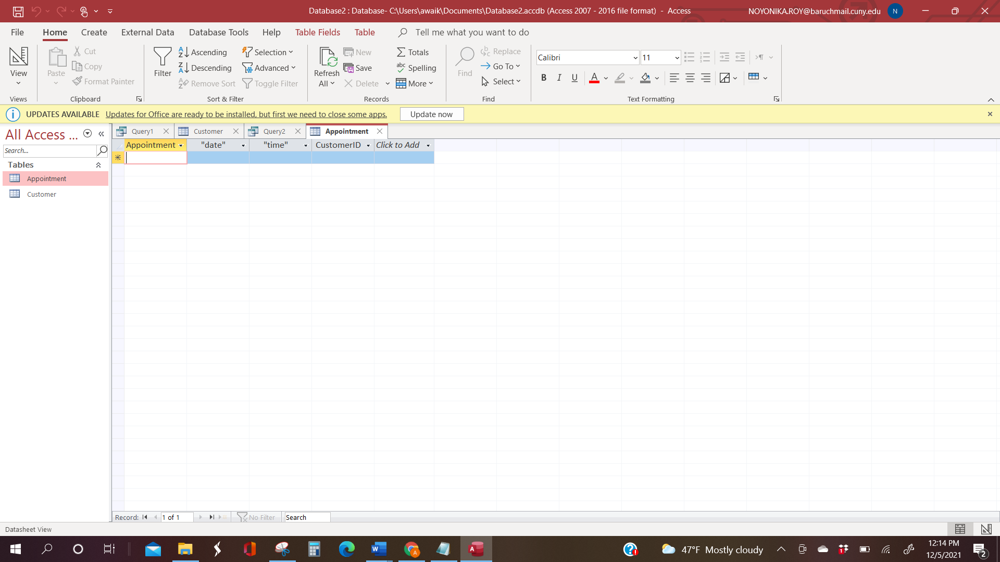 Database2 : Database- C:\Users\awaik\Documents\Database2.accdb (Access 2007 - 2016 file format) - Access
NOYONIKA.ROY@baruchmail.cuny.edu N
File Home Create External Data Database Tools Help Table Fields Table Tell me what you want to do
View
Views
Paste
Cut
Copy
Format Painter
Clipboard
Filter
Ascending
Descending
Remove Sort
Selection
Advanced
Toggle Filter
Sort & Filter
Refresh
All
New
Save
Delete
Totals
Spelling
More
Records
Find
Replace
Go To
Select
Find
Calibri 11
B I U A
Text Formatting
UPDATES AVAILABLE Updates for Office are ready to be installed, but first we need to close some apps. Update now
All Access ...
Search...
Tables
Appointment
Customer
Query1 Customer Query2 Appointment
Appointment "date" "time" CustomerID Click to Add
Record: 1 of 1 No Filter Search
Datasheet View
47°F Mostly cloudy
12:14 PM
12/5/2021
2